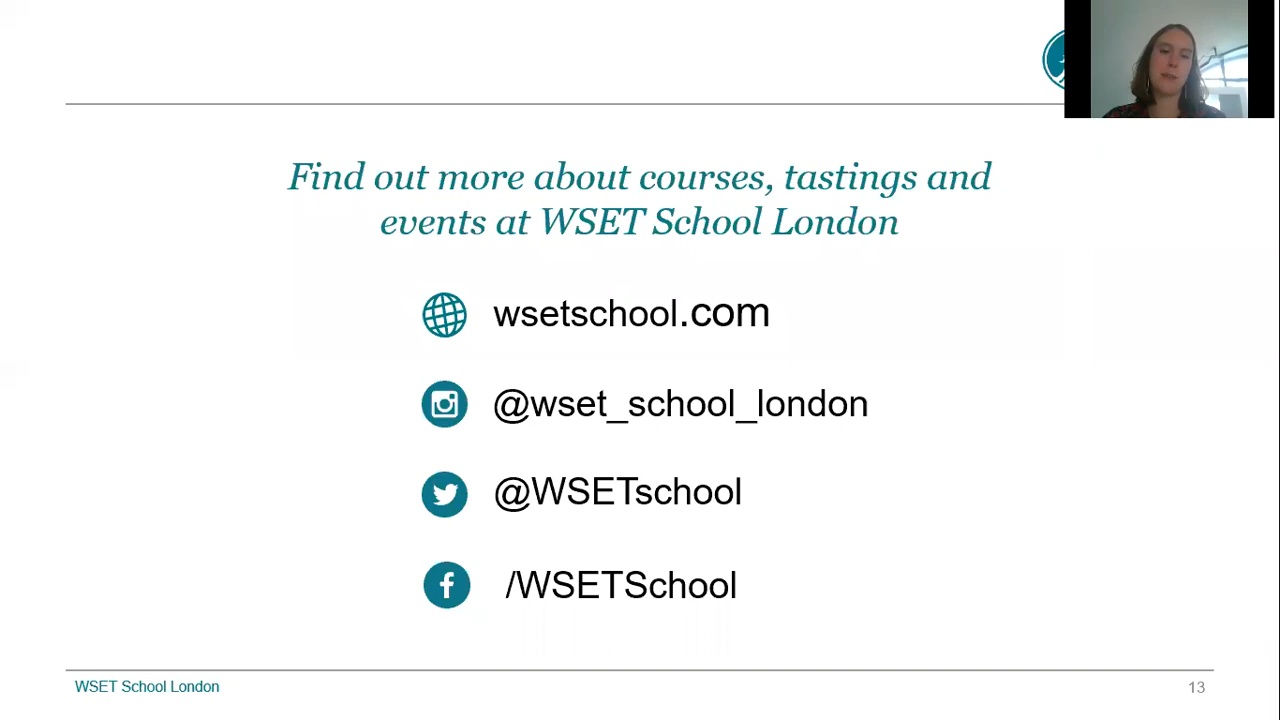 Find out more about courses, tastings and
events at WSET School London
wsetschool.com
@wset_school_london
@WSETschool
/WSETSchool
WSET School London
13